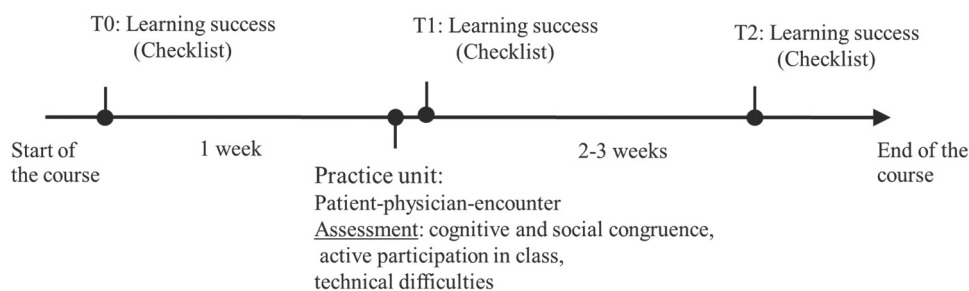 T0: Learning success
(Checklist)
T1: Learning success
(Checklist)
T2: Learning success
(Checklist)
Start of
the course
1 week
2-3 weeks
End of the
course
Practice unit:
Patient-physician-encounter
Assessment: cognitive and social congruence,
active participation in class,
technical difficulties